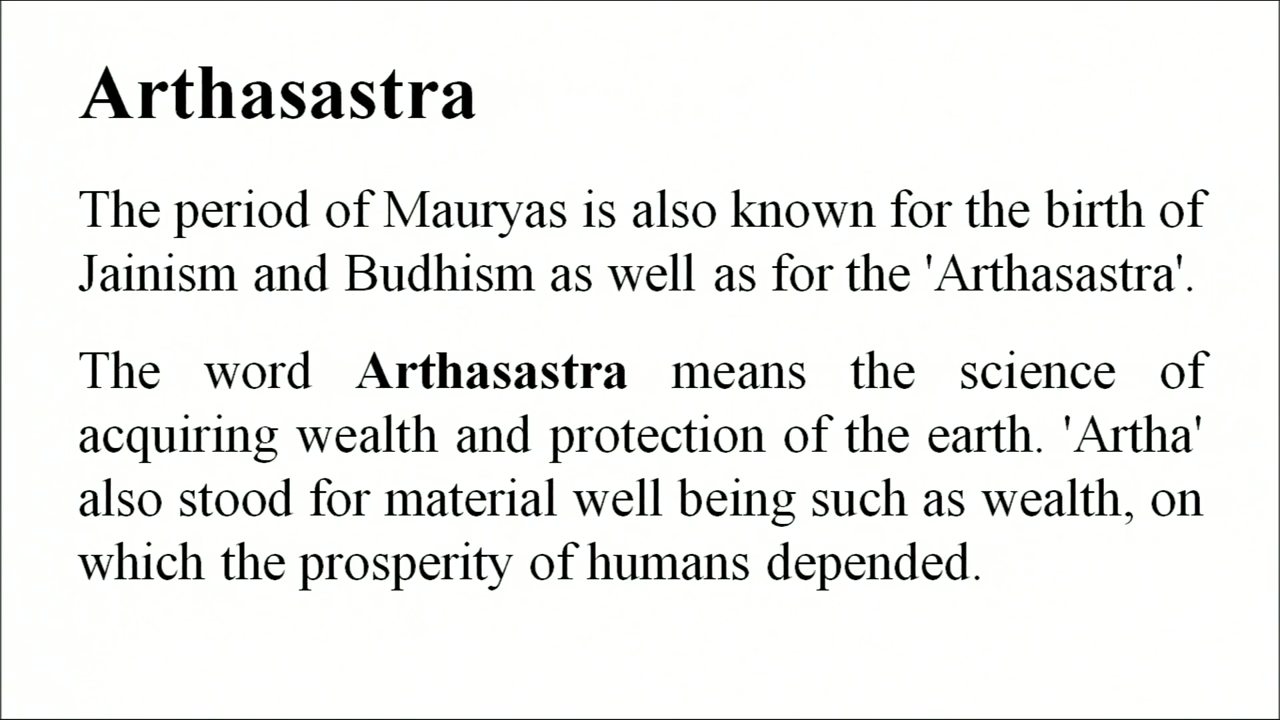 Arthasastra
The period of Mauryas is also known for the birth of
Jainism and Budhism as well as for the 'Arthasastra'.
The word Arthasastra means the science of
acquiring wealth and protection of the earth. 'Artha'
also stood for material well being such as wealth, on
which the prosperity of humans depended.